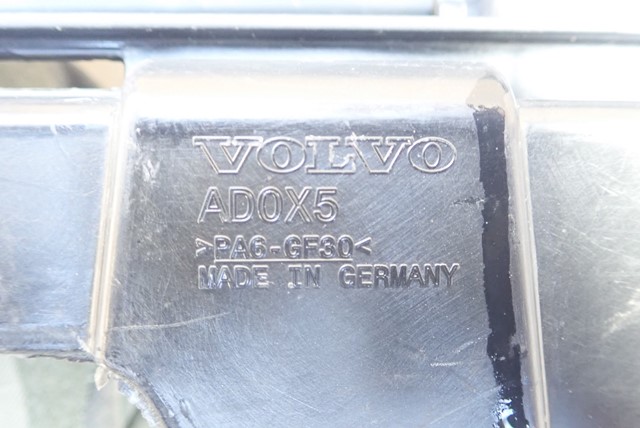 VOLVO
AD0X5
>PA6-GF30<
MADE IN GERMANY